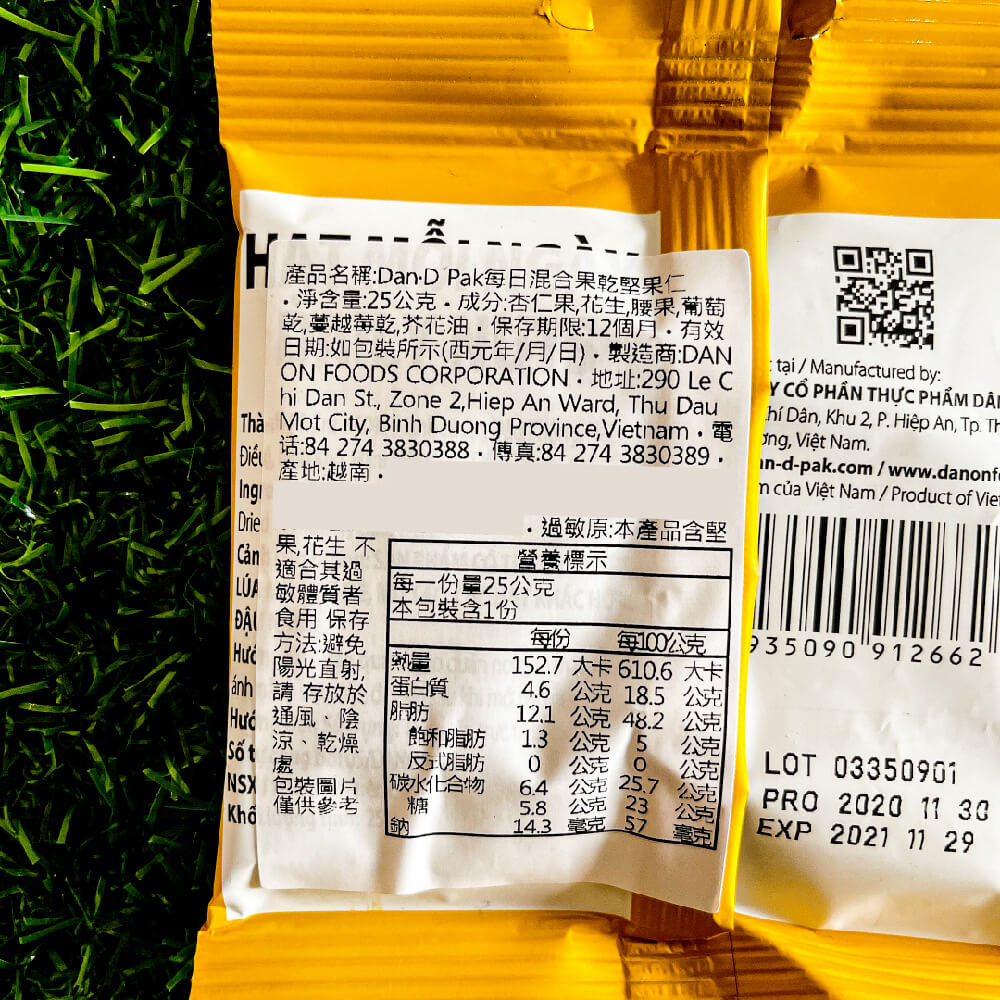 產品名稱:Dan·D Pak每日混合果乾堅果仁
·淨含量:25公克·成分:杏仁果,花生,腰果,葡萄
乾,蔓越莓乾,芥花油·保存期限:12個月·有效
日期:如包裝所示(西元年/月/日)·製造商:DAN
ON FOODS CORPORATION·地址:290 Le C
hi Dan St., Zone 2,Hiep An Ward, Thu Dau
Mot City, Binh Duong Province,Vietnam·電
话:84 274 3830388·傳真:84 274 3830389·
產地:越南·
·過敏原:本產品含堅
果,花生 不
適合其過
敏體質者
食用 保存
方法:避免
陽光直射,
請 存放於
通風、陰
涼、乾燥
處
包裝圖片
僅供參考
營養標示
每一份量25公克
本包裝含1份
每份 每100公克
熱量 152.7 大卡 610.6 大卡
蛋白質 4.6 公克 18.5 公克
脂肪 12.1 公克 48.2 公克
飽和脂肪 1.3 公克 5 公克
反式脂肪 0 公克 0 公克
碳水化合物 6.4 公克 25.7 公克
糖 5.8 公克 23 公克
鈉 14.3 毫克 57 毫克
tại / Manufactured by:
Y CỔ PHẦN THỰC PHẨM DÂ
hí Dân, Khu 2, P. Hiệp An, Tp. Th
ơng, Việt Nam.
an-d-pak.com / www.danonf
m của Việt Nam / Product of Vie
935090 912662
LOT 03350901
PRO 2020 11 30
EXP 2021 11 29